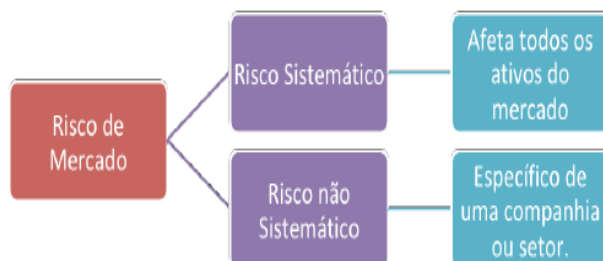 Risco de
Mercado
Risco Sistemático
Afeta todos os
ativos do
mercado
Risco não
Sistemático
Específico de
uma companhia
ou setor.